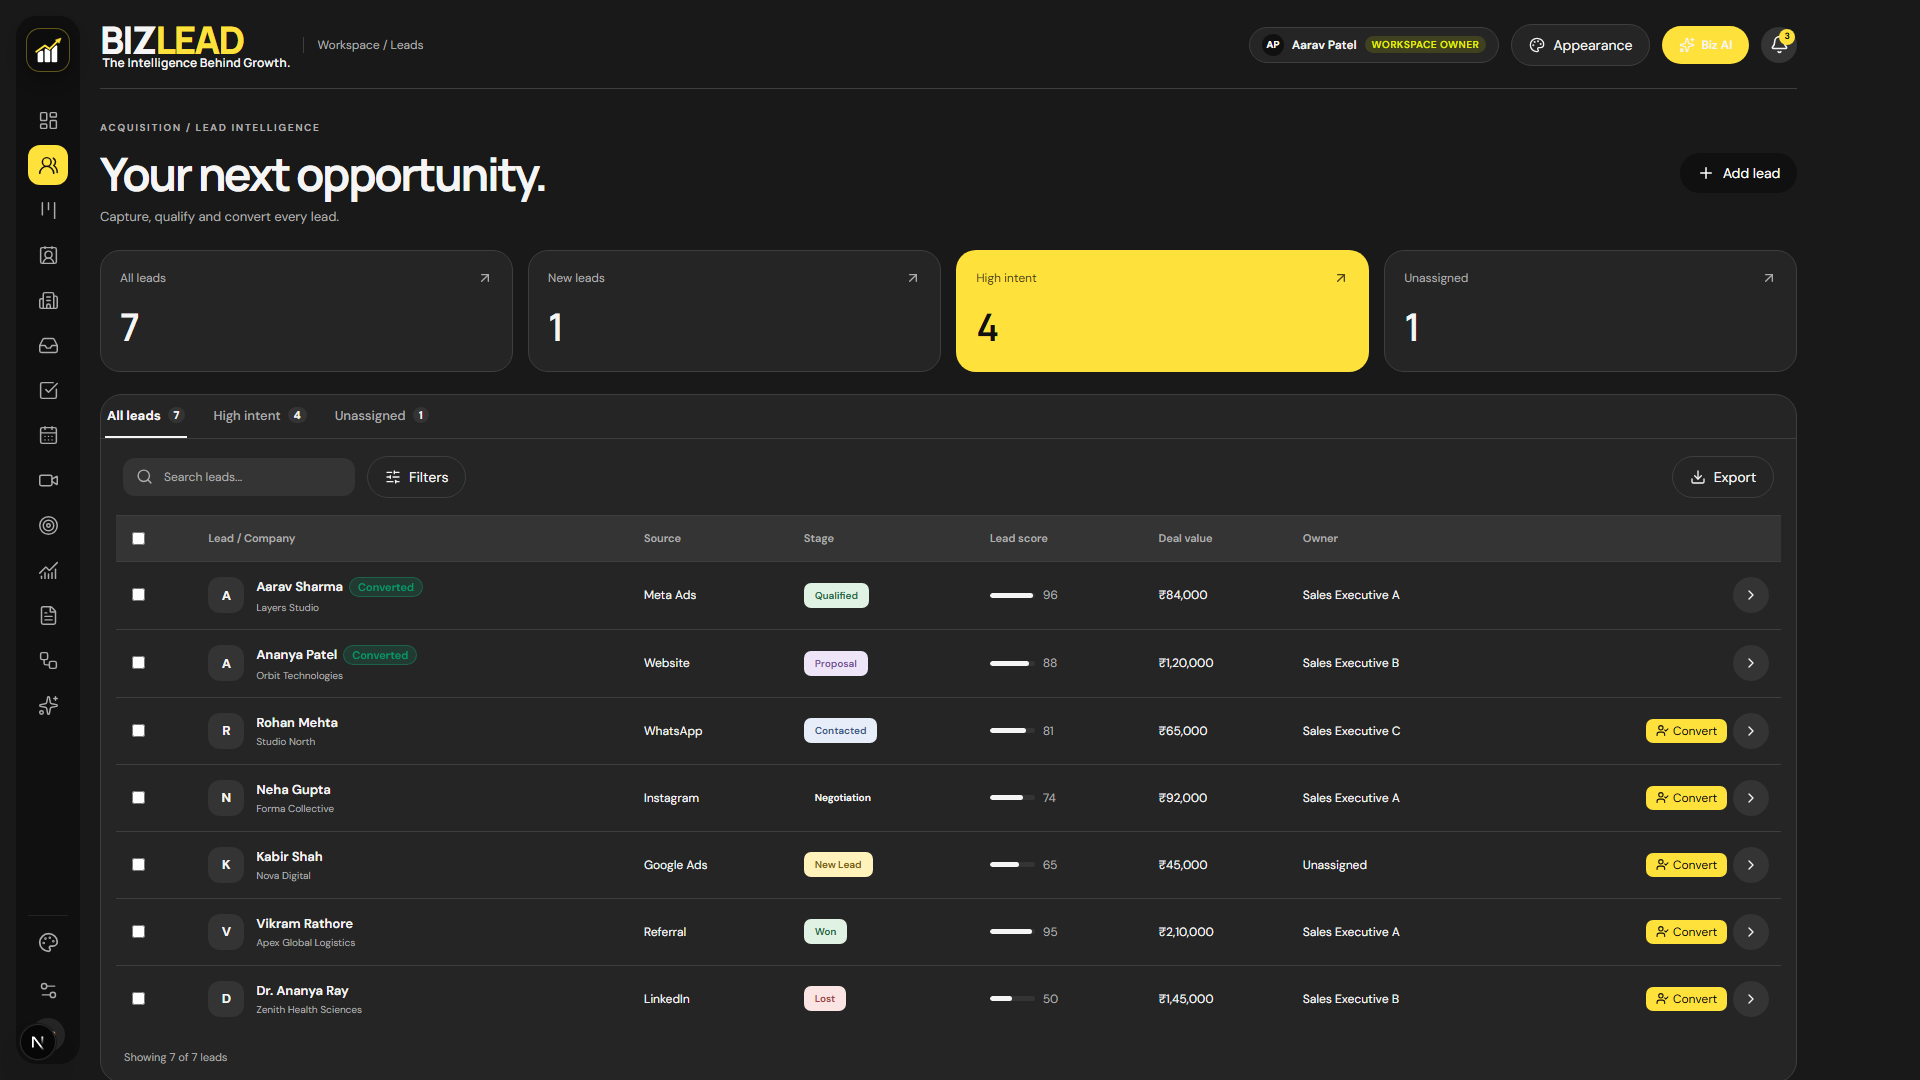 BIZLEAD
The Intelligence Behind Growth.
Workspace / Leads
AP Aarav Patel WORKSPACE OWNER
Appearance
Biz AI
3
ACQUISITION / LEAD INTELLIGENCE
Your next opportunity.
Capture, qualify and convert every lead.
Add lead
All leads
7
New leads
1
High intent
4
Unassigned
1
All leads 7 High intent 4 Unassigned 1
Search leads...
Filters
Export
Lead / Company Source Stage Lead score Deal value Owner
A Aarav Sharma Converted
Layers Studio
Meta Ads Qualified 96 ₹84,000 Sales Executive A
A Ananya Patel Converted
Orbit Technologies
Website Proposal 88 ₹1,20,000 Sales Executive B
R Rohan Mehta
Studio North
WhatsApp Contacted 81 ₹65,000 Sales Executive C Convert
N Neha Gupta
Forma Collective
Instagram Negotiation 74 ₹92,000 Sales Executive A Convert
K Kabir Shah
Nova Digital
Google Ads New Lead 65 ₹45,000 Unassigned Convert
V Vikram Rathore
Apex Global Logistics
Referral Won 95 ₹2,10,000 Sales Executive A Convert
D Dr. Ananya Ray
Zenith Health Sciences
LinkedIn Lost 50 ₹1,45,000 Sales Executive B Convert
Showing 7 of 7 leads
N